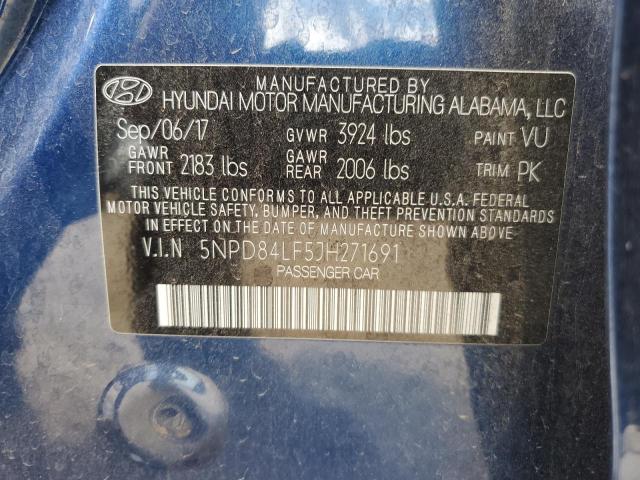 MANUFACTURED BY
HYUNDAI MOTOR MANUFACTURING ALABAMA, LLC
Sep/06/17 GVWR 3924 lbs PAINT VU
GAWR FRONT 2183 lbs GAWR REAR 2006 lbs TRIM PK
THIS VEHICLE CONFORMS TO ALL APPLICABLE U.S.A. FEDERAL
MOTOR VEHICLE SAFETY, BUMPER, AND THEFT PREVENTION STANDARDS
IN EFFECT ON THE DATE OF MANUFACTURE SHOWN ABOVE
V.I.N 5NPD84LF5JH271691
PASSENGER CAR